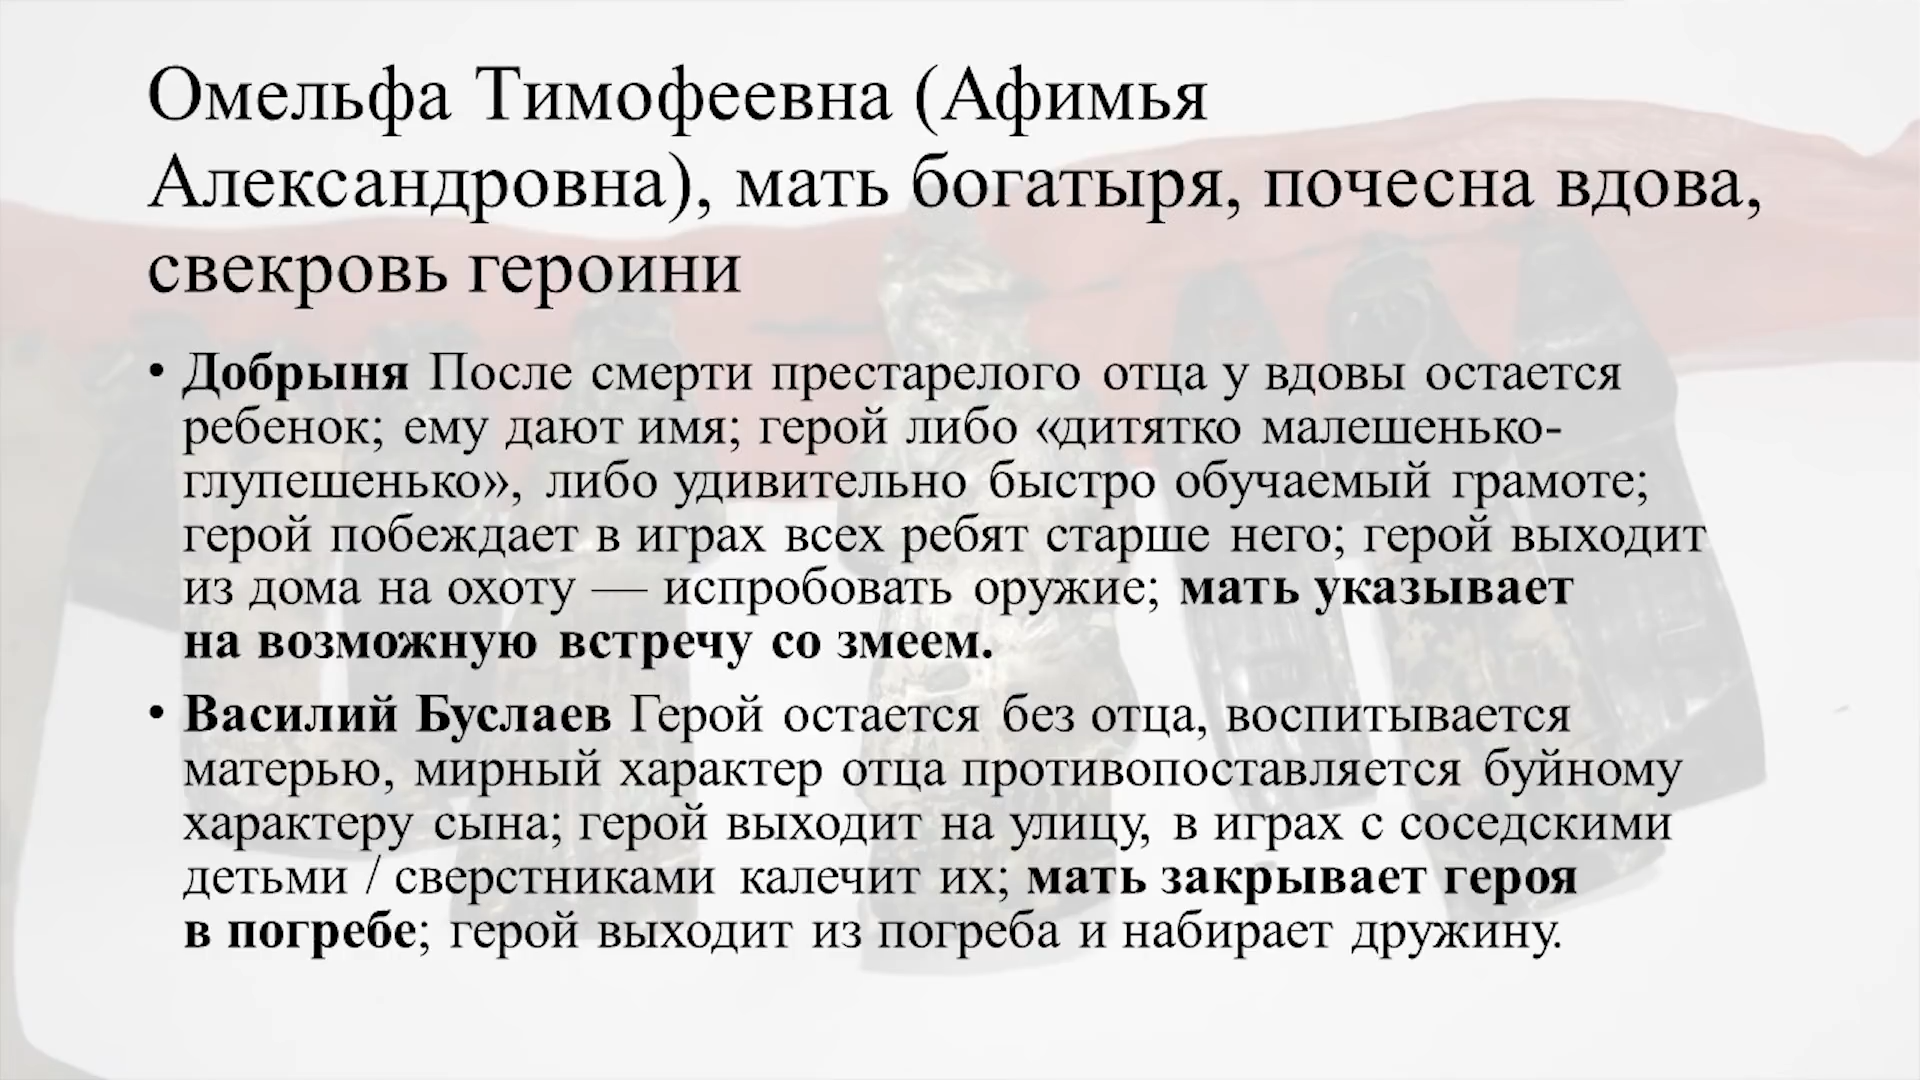 Омельфа Тимофеевна (Афимья
Александровна), мать богатыря, почесна вдова,
свекровь героини
• Добрыня После смерти престарелого отца у вдовы остается
ребенок; ему дают имя; герой либо «дитятко малешенько-
глупешенько», либо удивительно быстро обучаемый грамоте;
герой побеждает в играх всех ребят старше него; герой выходит
из дома на охоту — испробовать оружие; мать указывает
на возможную встречу со змеем.
• Василий Буслаев Герой остается без отца, воспитывается
матерью, мирный характер отца противопоставляется буйному
характеру сына; герой выходит на улицу, в играх с соседскими
детьми / сверстниками калечит их; мать закрывает героя
в погребе; герой выходит из погреба и набирает дружину.